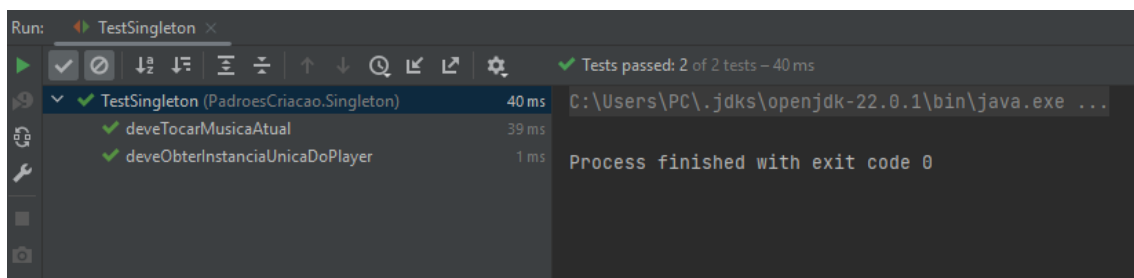 Run: TestSingleton
Tests passed: 2 of 2 tests – 40 ms
TestSingleton (PadroesCriacao.Singleton) 40 ms
deveTocarMusicaAtual 39 ms
deveObterInstanciaUnicaDoPlayer 1 ms
C:\Users\PC\.jdks\openjdk-22.0.1\bin\java.exe ...
Process finished with exit code 0